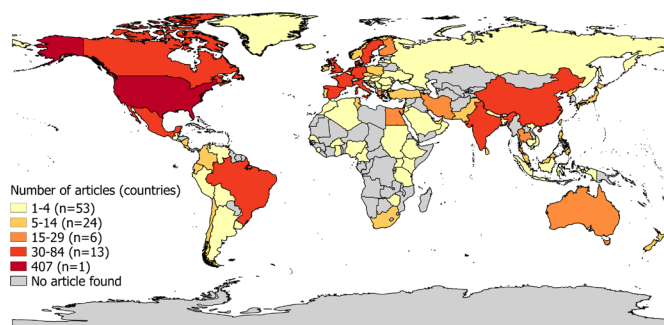 Number of articles (countries)
1-4 (n=53)
5-14 (n=24)
15-29 (n=6)
30-84 (n=13)
407 (n=1)
No article found